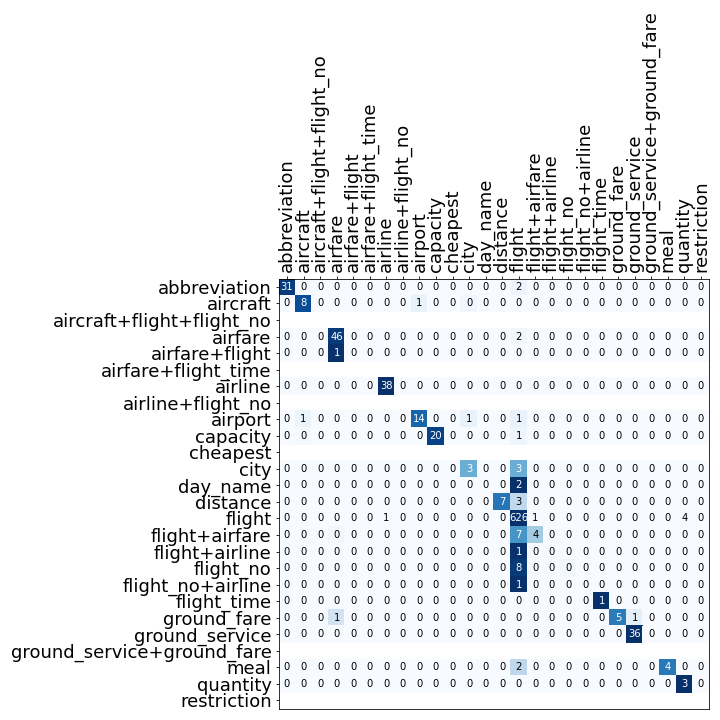 abbreviation
aircraft
aircraft+flight+flight_no
airfare
airfare+flight
airfare+flight_time
airline
airline+flight_no
airport
capacity
cheapest
city
day_name
distance
flight
flight+airfare
flight+airline
flight_no
flight_no+airline
flight_time
ground_fare
ground_service
ground_service+ground_fare
meal
quantity
restriction
abbreviation 31 0 0 0 0 0 0 0 0 0 0 0 0 0 2 0 0 0 0 0 0 0 0 0 0 0
aircraft 0 8 0 0 0 0 0 0 1 0 0 0 0 0 0 0 0 0 0 0 0 0 0 0 0 0
aircraft+flight+flight_no
airfare 0 0 0 46 0 0 0 0 0 0 0 0 0 0 2 0 0 0 0 0 0 0 0 0 0 0
airfare+flight 0 0 0 1 0 0 0 0 0 0 0 0 0 0 0 0 0 0 0 0 0 0 0 0 0 0
airfare+flight_time
airline 0 0 0 0 0 0 38 0 0 0 0 0 0 0 0 0 0 0 0 0 0 0 0 0 0 0
airline+flight_no
airport 0 1 0 0 0 0 0 0 14 0 0 1 0 0 1 0 0 0 0 0 0 0 0 0 0 0
capacity 0 0 0 0 0 0 0 0 0 20 0 0 0 0 1 0 0 0 0 0 0 0 0 0 0 0
cheapest
city 0 0 0 0 0 0 0 0 0 0 0 3 0 0 3 0 0 0 0 0 0 0 0 0 0 0
day_name 0 0 0 0 0 0 0 0 0 0 0 0 0 0 2 0 0 0 0 0 0 0 0 0 0 0
distance 0 0 0 0 0 0 0 0 0 0 0 0 0 7 3 0 0 0 0 0 0 0 0 0 0 0
flight 0 0 0 0 0 0 1 0 0 0 0 0 0 0 626 1 0 0 0 0 0 0 0 0 4 0
flight+airfare 0 0 0 0 0 0 0 0 0 0 0 0 0 0 7 4 0 0 0 0 0 0 0 0 0 0
flight+airline 0 0 0 0 0 0 0 0 0 0 0 0 0 0 1 0 0 0 0 0 0 0 0 0 0 0
flight_no 0 0 0 0 0 0 0 0 0 0 0 0 0 0 8 0 0 0 0 0 0 0 0 0 0 0
flight_no+airline 0 0 0 0 0 0 0 0 0 0 0 0 0 0 1 0 0 0 0 0 0 0 0 0 0 0
flight_time 0 0 0 0 0 0 0 0 0 0 0 0 0 0 0 0 0 0 0 1 0 0 0 0 0 0
ground_fare 0 0 0 1 0 0 0 0 0 0 0 0 0 0 0 0 0 0 0 0 5 1 0 0 0 0
ground_service 0 0 0 0 0 0 0 0 0 0 0 0 0 0 0 0 0 0 0 0 0 36 0 0 0 0
ground_service+ground_fare
meal 0 0 0 0 0 0 0 0 0 0 0 0 0 0 2 0 0 0 0 0 0 0 0 4 0 0
quantity 0 0 0 0 0 0 0 0 0 0 0 0 0 0 0 0 0 0 0 0 0 0 0 0 3 0
restriction